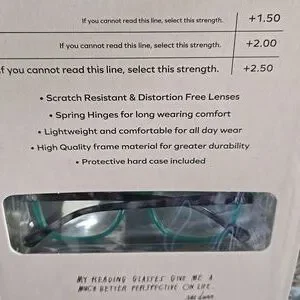 If you cannot read this line, select this strength. +1.50
If you cannot read this line, select this strength. +2.00
If you cannot read this line, select this strength. +2.50
• Scratch Resistant & Distortion Free Lenses
• Spring Hinges for long wearing comfort
• Lightweight and comfortable for all day wear
• High Quality frame material for greater durability
• Protective hard case included
MY READING GLASSES GIVE ME A
MUCH BETTER PERSPECTIVE ON LIFE.